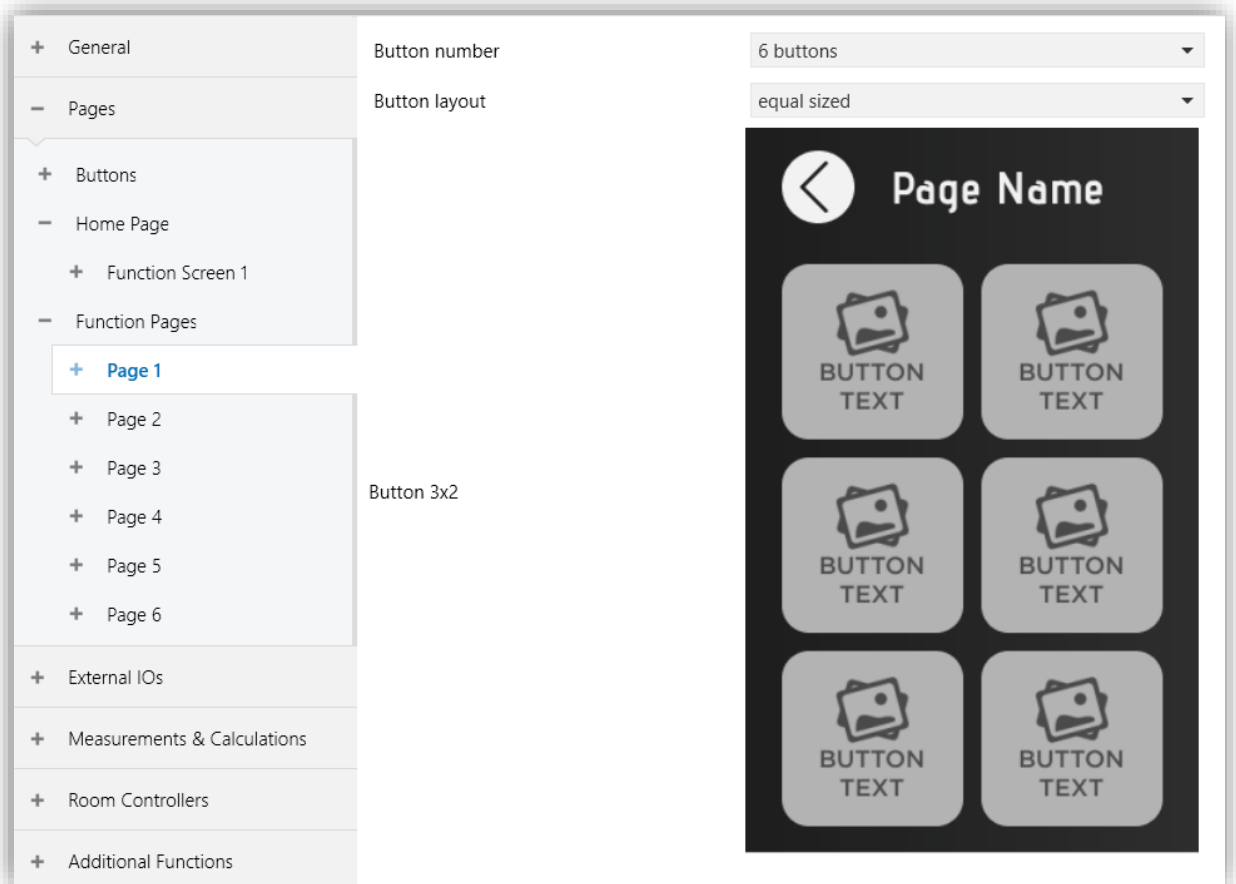 General
Pages
Buttons
Home Page
Function Screen 1
Function Pages
Page 1
Page 2
Page 3
Page 4
Page 5
Page 6
External IOs
Measurements & Calculations
Room Controllers
Additional Functions
Button number
6 buttons
Button layout
equal sized
Button 3x2
Page Name
BUTTON
TEXT
BUTTON
TEXT
BUTTON
TEXT
BUTTON
TEXT
BUTTON
TEXT
BUTTON
TEXT